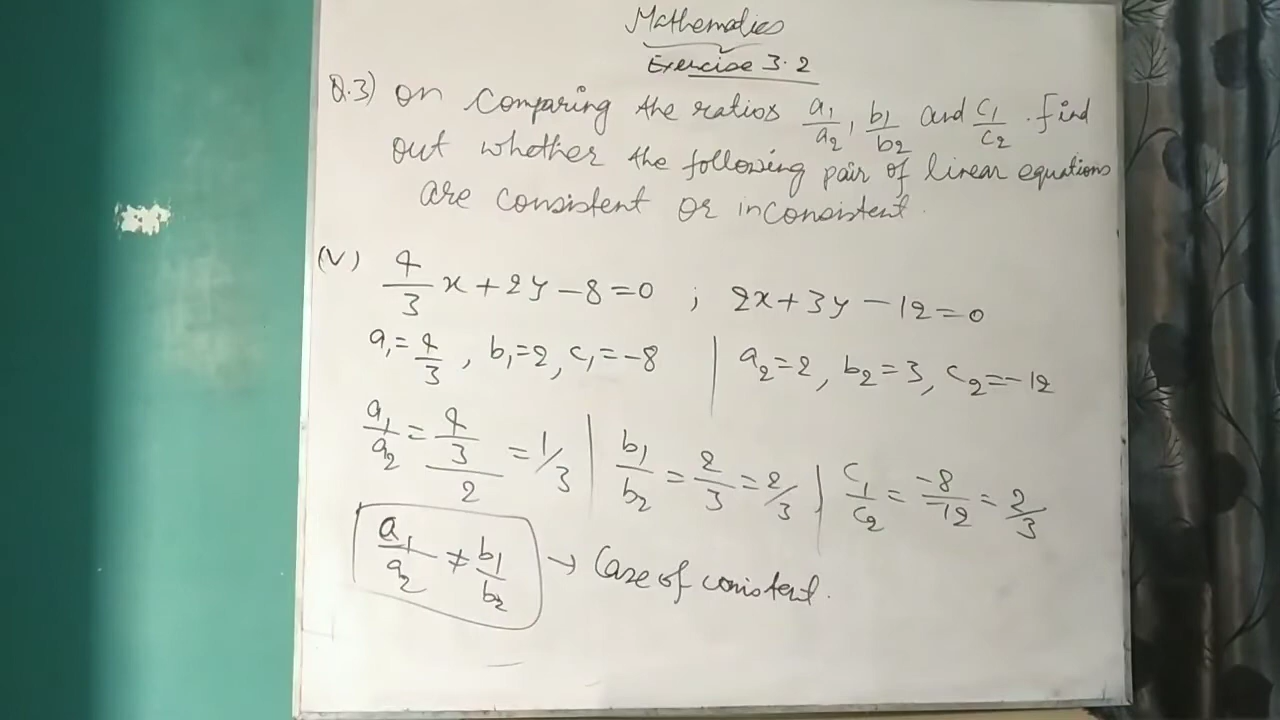 Mathematics
Exercise 3.2
Q.3) On Comparing the ratios a₁/a₂, b₁/b₂ and c₁/c₂. find
out whether the following pair of linear equations
are consistent or inconsistent.
(V) 4/3 x + 2y - 8 = 0 ; 2x + 3y - 12 = 0
a₁ = 4/3, b₁ = 2, c₁ = -8 | a₂ = 2, b₂ = 3, c₂ = -12
a₁/a₂ = 4/3/2 = 1/3 | b₁/b₂ = 2/3 = 2/3 | c₁/c₂ = -8/-12 = 2/3
a₁/a₂ ≠ b₁/b₂ → Case of conistent.